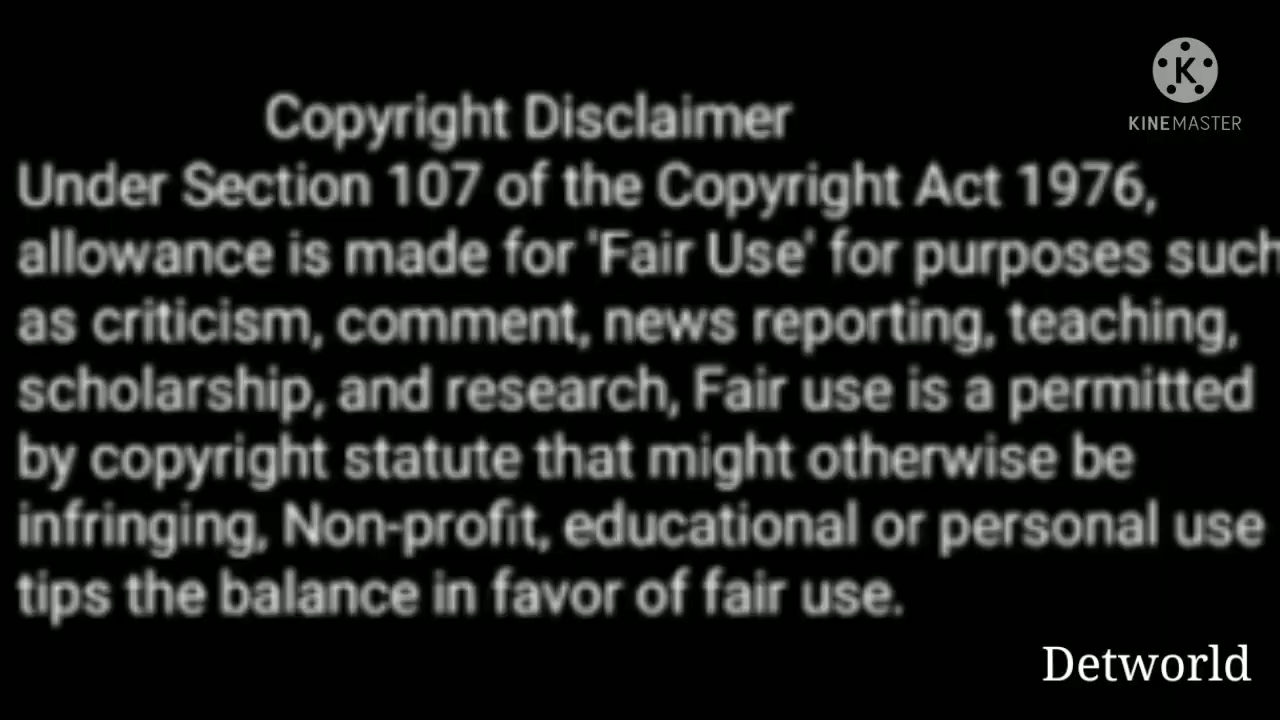 Copyright Disclaimer
Under Section 107 of the Copyright Act 1976,
allowance is made for 'Fair Use' for purposes such
as criticism, comment, news reporting, teaching,
scholarship, and research, Fair use is a permitted
by copyright statute that might otherwise be
infringing, Non-profit, educational or personal use
tips the balance in favor of fair use.
K
KINEMASTER
Detworld